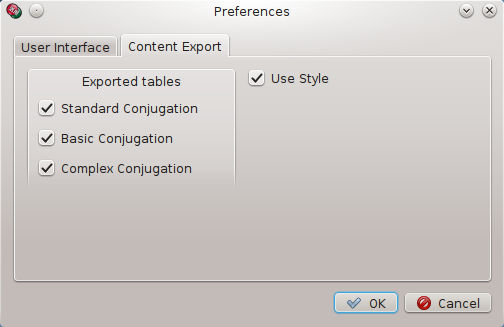 Preferences
User Interface
Content Export
Exported tables
Use Style
Standard Conjugation
Basic Conjugation
Complex Conjugation
OK
Cancel